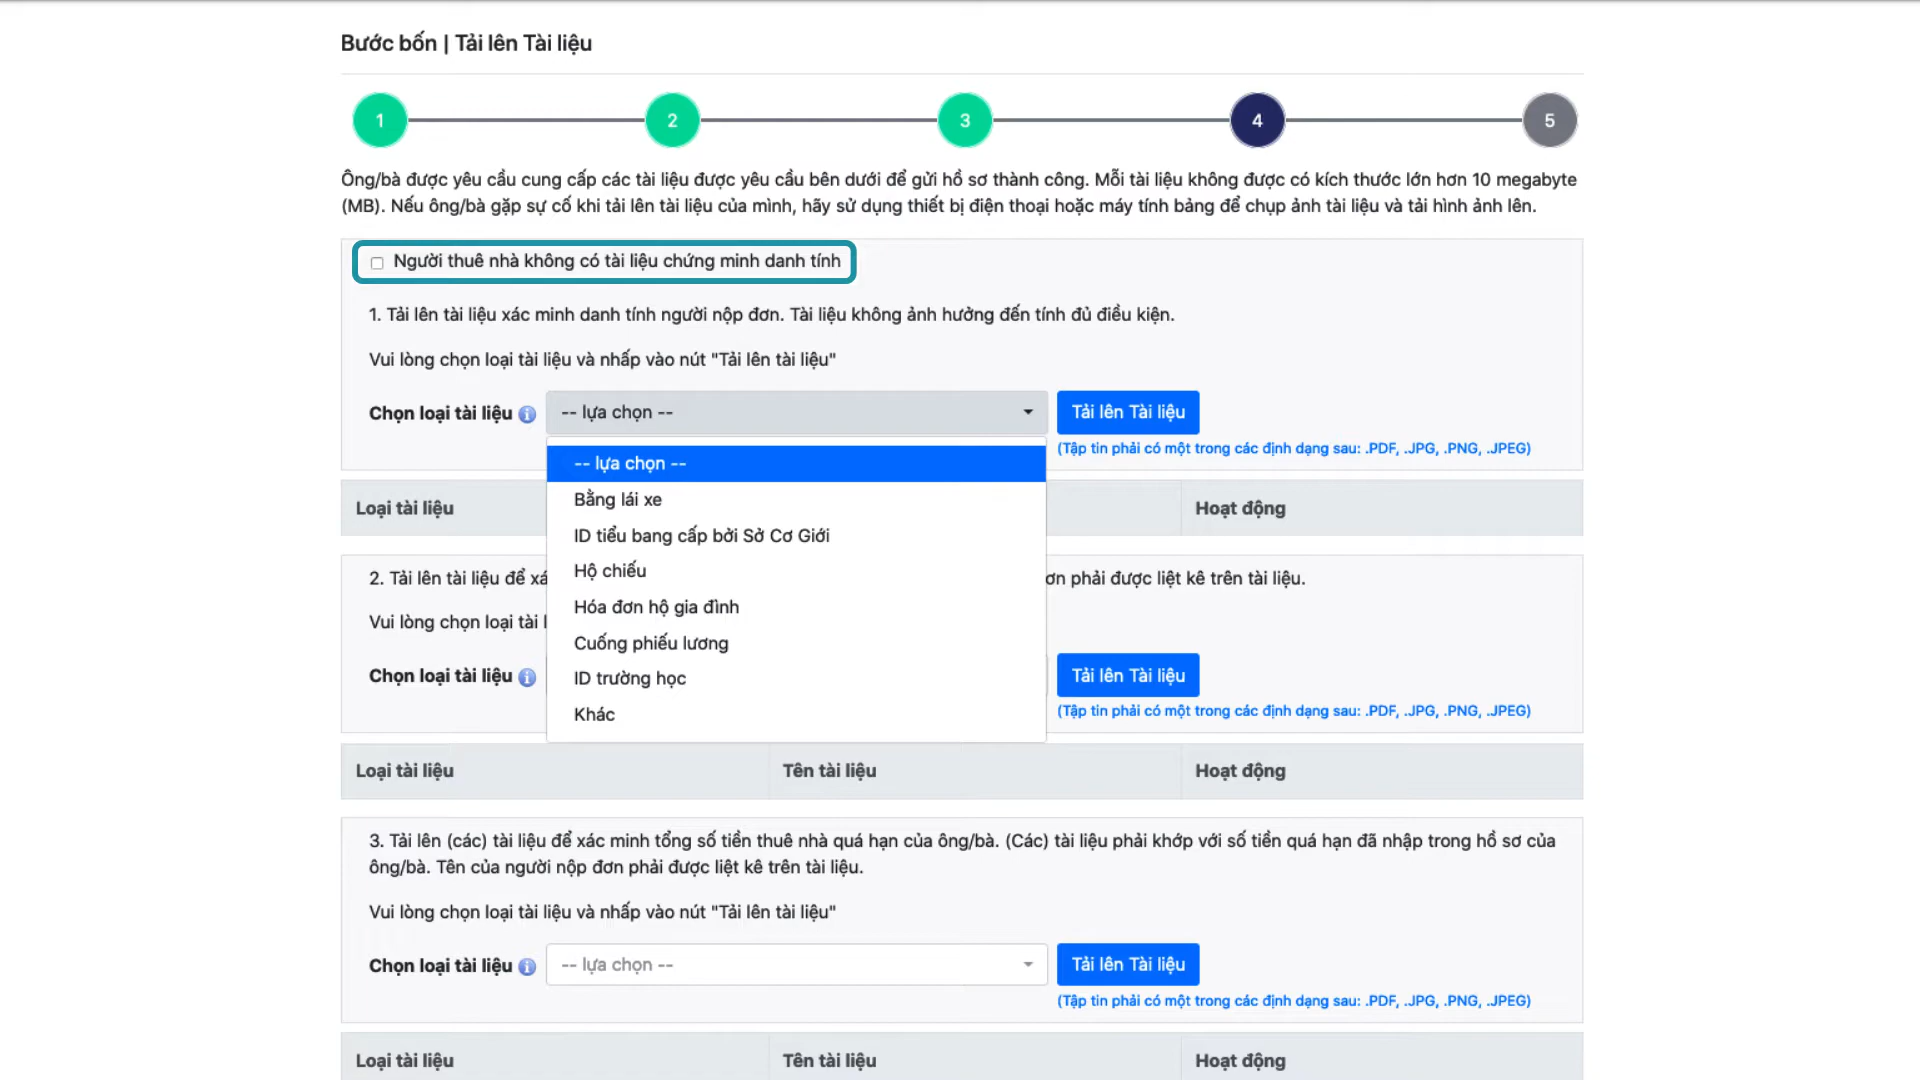 Bước bốn | Tải lên Tài liệu
1 2 3 4 5
Ông/bà được yêu cầu cung cấp các tài liệu được yêu cầu bên dưới để gửi hồ sơ thành công. Mỗi tài liệu không được có kích thước lớn hơn 10 megabyte
(MB). Nếu ông/bà gặp sự cố khi tải lên tài liệu của mình, hãy sử dụng thiết bị điện thoại hoặc máy tính bảng để chụp ảnh tài liệu và tải hình ảnh lên.
Người thuê nhà không có tài liệu chứng minh danh tính
1. Tải lên tài liệu xác minh danh tính người nộp đơn. Tài liệu không ảnh hưởng đến tính đủ điều kiện.
Vui lòng chọn loại tài liệu và nhấp vào nút "Tải lên tài liệu"
Chọn loại tài liệu -- lựa chọn -- Tải lên Tài liệu
(Tập tin phải có một trong các định dạng sau: .PDF, .JPG, .PNG, .JPEG)
-- lựa chọn --
Bằng lái xe
ID tiểu bang cấp bởi Sở Cơ Giới
Hộ chiếu
Hóa đơn hộ gia đình
Cuống phiếu lương
ID trường học
Khác
Loại tài liệu Hoạt động
2. Tải lên tài liệu để xá ơn phải được liệt kê trên tài liệu.
Vui lòng chọn loại tài l
Chọn loại tài liệu Tải lên Tài liệu
(Tập tin phải có một trong các định dạng sau: .PDF, .JPG, .PNG, .JPEG)
Loại tài liệu Tên tài liệu Hoạt động
3. Tải lên (các) tài liệu để xác minh tổng số tiền thuê nhà quá hạn của ông/bà. (Các) tài liệu phải khớp với số tiền quá hạn đã nhập trong hồ sơ của
ông/bà. Tên của người nộp đơn phải được liệt kê trên tài liệu.
Vui lòng chọn loại tài liệu và nhấp vào nút "Tải lên tài liệu"
Chọn loại tài liệu -- lựa chọn -- Tải lên Tài liệu
(Tập tin phải có một trong các định dạng sau: .PDF, .JPG, .PNG, .JPEG)
Loại tài liệu Tên tài liệu Hoạt động